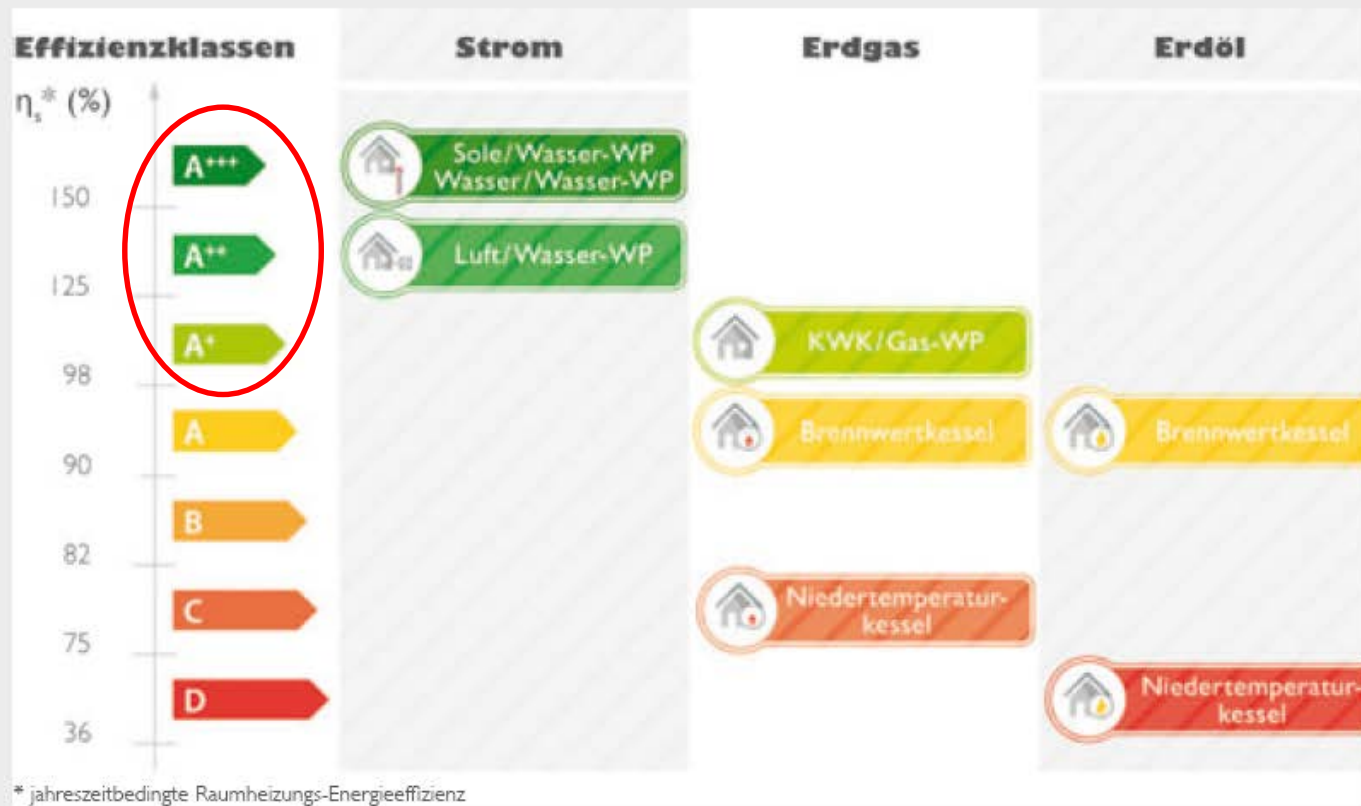 Effizienzklassen Strom Erdgas Erdöl
ηs* (%)
A+++
Sole/Wasser-WP
Wasser/Wasser-WP
150
A++
Luft/Wasser-WP
125
A+
KWK/Gas-WP
98
A
Brennwertkessel
Brennwertkessel
90
B
82
C
Niedertemperatur-
kessel
75
D
Niedertemperatur-
kessel
36
* jahreszeitbedingte Raumheizungs-Energieeffizienz